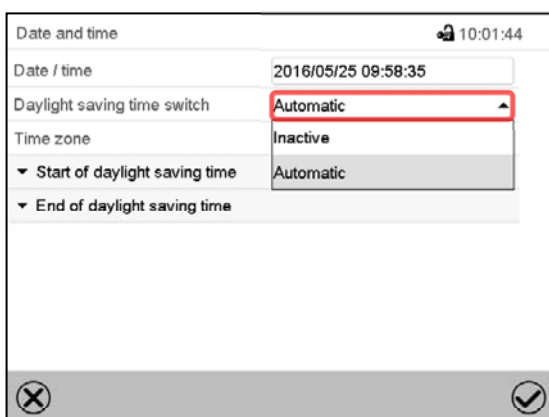 Date and time 10:01:44
Date / time 2016/05/25 09:58:35
Daylight saving time switch Automatic
Time zone Inactive
Start of daylight saving time Automatic
End of daylight saving time